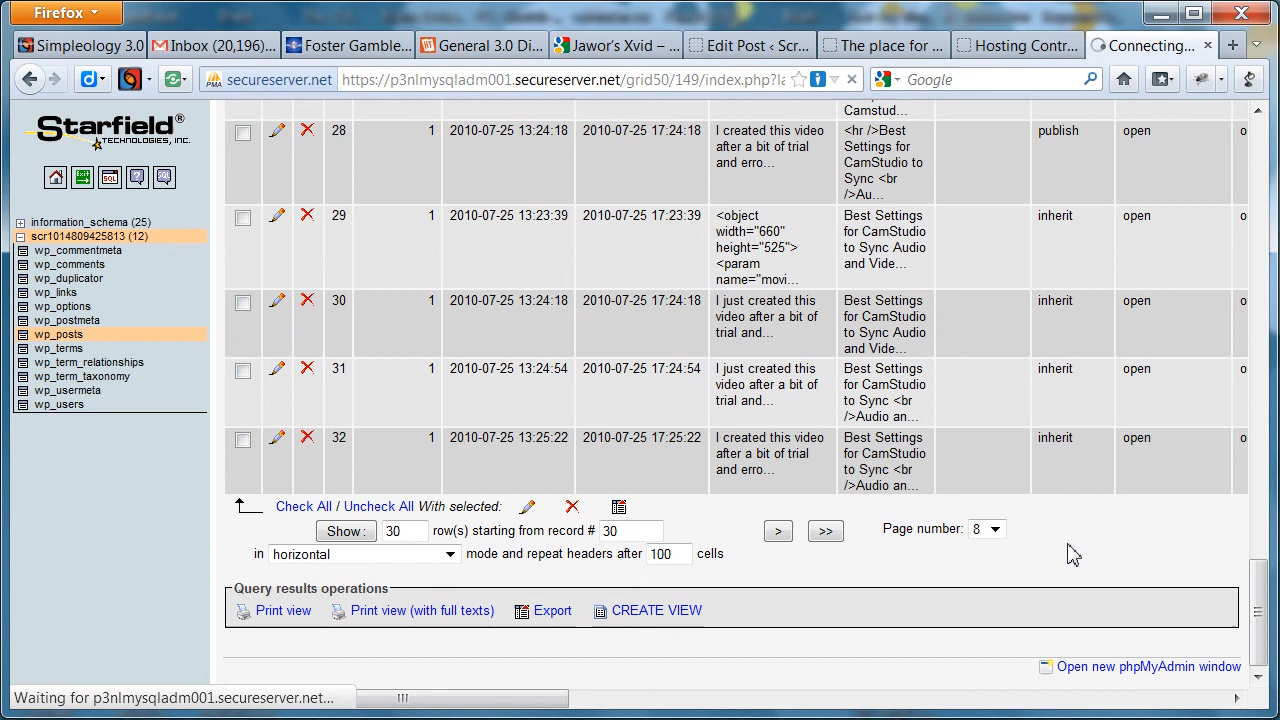 Firefox
Simpleology 3.0
Inbox (20,196)...
Foster Gamble...
General 3.0 Di...
Jawor's Xvid – ...
Edit Post ‹ Scr...
The place for ...
Hosting Contr...
Connecting...
PMA secureserver.net
https://p3nlmysqladm001.secureserver.net/grid50/149/index.php?la
Google
Starfield®
TECHNOLOGIES, INC.
information_schema (25)
scr1014809425813 (12)
wp_commentmeta
wp_comments
wp_duplicator
wp_links
wp_options
wp_postmeta
wp_posts
wp_terms
wp_term_relationships
wp_term_taxonomy
wp_usermeta
wp_users
Camstud...
28 1 2010-07-25 13:24:18 2010-07-25 17:24:18 I created this video <hr />Best publish open o
after a bit of trial Settings for
and erro... CamStudio to
Sync <br
/>Au...
29 1 2010-07-25 13:23:39 2010-07-25 17:23:39 <object Best Settings inherit open o
width="660" for CamStudio
height="525"> to Sync Audio
<param and Vide...
name="movi...
30 1 2010-07-25 13:24:18 2010-07-25 17:24:18 I just created this Best Settings inherit open o
video after a bit of for CamStudio
trial and... to Sync Audio
and Vide...
31 1 2010-07-25 13:24:54 2010-07-25 17:24:54 I just created this Best Settings inherit open o
video after a bit of for CamStudio
trial and... to Sync <br
/>Audio an...
32 1 2010-07-25 13:25:22 2010-07-25 17:25:22 I created this video Best Settings inherit open o
after a bit of trial for CamStudio
and erro... to Sync <br
/>Audio an...
Check All / Uncheck All With selected:
Show : 30 row(s) starting from record # 30 > >> Page number: 8
in horizontal mode and repeat headers after 100 cells
Query results operations
Print view Print view (with full texts) Export CREATE VIEW
Open new phpMyAdmin window
Waiting for p3nlmysqladm001.secureserver.net...